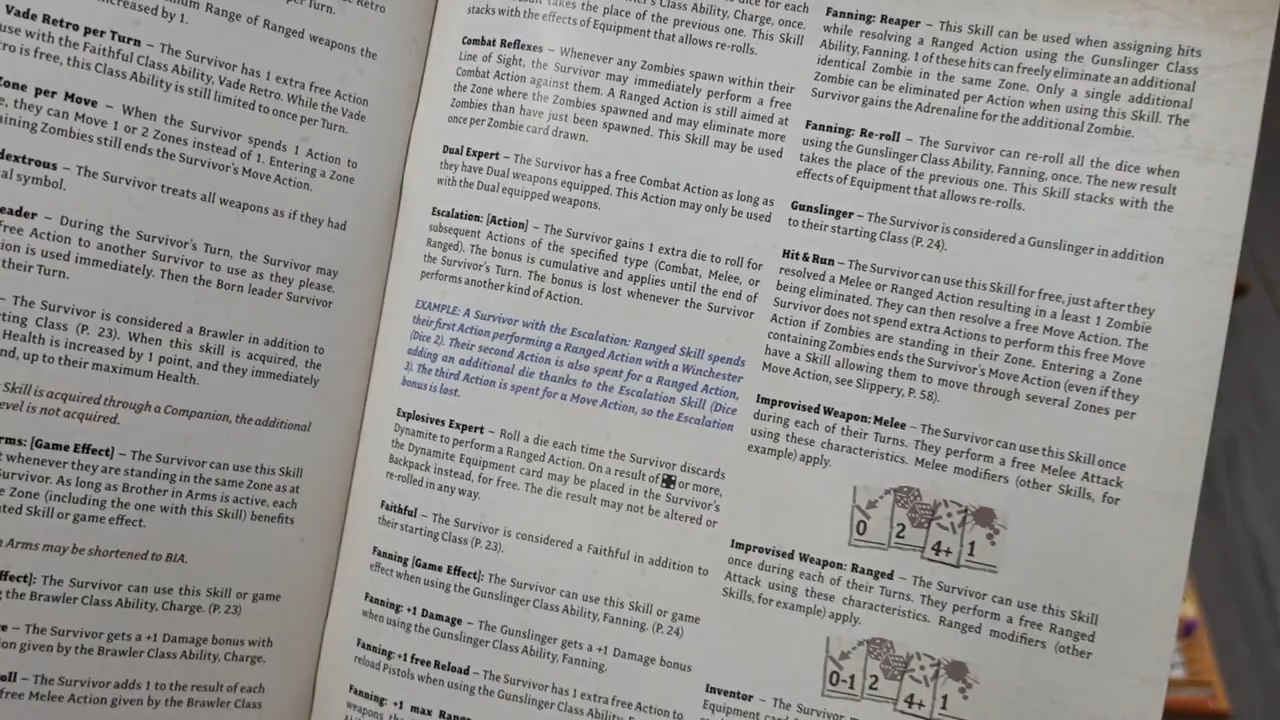 Retro
per Turn.
mum Range of Ranged weapons the
increased by 1.
Vade Retro per Turn – The Survivor has 1 extra free Action
use with the Faithful Class Ability, Vade Retro. While the Vade
tro is free, this Class Ability is still limited to once per Turn.
Zone per Move – When the Survivor spends 1 Action to
e, they can Move 1 or 2 Zones instead of 1. Entering a Zone
aining Zombies still ends the Survivor's Move Action.
dextrous – The Survivor treats all weapons as if they had
al symbol.
eader – During the Survivor's Turn, the Survivor may
free Action to another Survivor to use as they please.
tion is used immediately. Then the Born leader Survivor
their Turn.
– The Survivor is considered a Brawler in addition to
rting Class (P. 23). When this skill is acquired, the
Health is increased by 1 point, and they immediately
nd, up to their maximum Health.
Skill is acquired through a Companion, the additional
evel is not acquired.
rms: [Game Effect] – The Survivor can use this Skill
t whenever they are standing in the same Zone as at
Survivor. As long as Brother in Arms is active, each
e Zone (including the one with this Skill) benefits
ated Skill or game effect.
n Arms may be shortened to BIA.
ffect]: The Survivor can use this Skill or game
g the Brawler Class Ability, Charge. (P. 23)
e – The Survivor gets a +1 Damage bonus with
on given by the Brawler Class Ability, Charge.
oll – The Survivor adds 1 to the result of each
free Melee Action given by the Brawler Class
dice for each
's Class Ability, Charge, once.
result takes the place of the previous one. This Skill
stacks with the effects of Equipment that allows re-rolls.
Combat Reflexes – Whenever any Zombies spawn within their
Line of Sight, the Survivor may immediately perform a free
Combat Action against them. A Ranged Action is still aimed at
the Zone where the Zombies spawned and may eliminate more
Zombies than have just been spawned. This Skill may be used
once per Zombie card drawn.
Dual Expert – The Survivor has a free Combat Action as long as
they have Dual weapons equipped. This Action may only be used
with the Dual equipped weapons.
Escalation: [Action] – The Survivor gains 1 extra die to roll for
subsequent Actions of the specified type (Combat, Melee, or
Ranged). The bonus is cumulative and applies until the end of
the Survivor's Turn. The bonus is lost whenever the Survivor
performs another kind of Action.
EXAMPLE: A Survivor with the Escalation: Ranged Skill spends
their first Action performing a Ranged Action with a Winchester
(Dice 2). Their second Action is also spent for a Ranged Action,
adding an additional die thanks to the Escalation Skill (Dice
3). The third Action is spent for a Move Action, so the Escalation
bonus is lost.
Explosives Expert – Roll a die each time the Survivor discards
Dynamite to perform a Ranged Action. On a result of or more,
the Dynamite Equipment card may be placed in the Survivor's
Backpack instead, for free. The die result may not be altered or
re-rolled in any way.
Faithful – The Survivor is considered a Faithful in addition to
their starting Class (P. 23).
Fanning [Game Effect]: The Survivor can use this Skill or game
effect when using the Gunslinger Class Ability, Fanning. (P. 24)
Fanning: +1 Damage – The Gunslinger gets a +1 Damage bonus
when using the Gunslinger Class Ability, Fanning.
Fanning: +1 free Reload – The Survivor has 1 extra free Action to
reload Pistols when using the Gunslinger Class Ability,
Fanning: +1 max Range
weapons
Fanning: Reaper – This Skill can be used when assigning hits
while resolving a Ranged Action using the Gunslinger Class
Ability, Fanning. 1 of these hits can freely eliminate an additional
identical Zombie in the same Zone. Only a single additional
Zombie can be eliminated per Action when using this Skill. The
Survivor gains the Adrenaline for the additional Zombie.
Fanning: Re-roll – The Survivor can re-roll all the dice when
using the Gunslinger Class Ability, Fanning, once. The new result
takes the place of the previous one. This Skill stacks with the
effects of Equipment that allows re-rolls.
Gunslinger – The Survivor is considered a Gunslinger in addition
to their starting Class (P. 24).
Hit & Run – The Survivor can use this Skill for free, just after they
resolved a Melee or Ranged Action resulting in a least 1 Zombie
being eliminated. They can then resolve a free Move Action. The
Survivor does not spend extra Actions to perform this free Move
Action if Zombies are standing in their Zone. Entering a Zone
containing Zombies ends the Survivor's Move Action (even if they
have a Skill allowing them to move through several Zones per
Move Action, see Slippery, P. 58).
Improvised Weapon: Melee – The Survivor can use this Skill once
during each of their Turns. They perform a free Melee Attack
using these characteristics. Melee modifiers (other Skills, for
example) apply.
0 2 4+ 1
Improvised Weapon: Ranged – The Survivor can use this Skill
once during each of their Turns. They perform a free Ranged
Attack using these characteristics. Ranged modifiers (other
Skills, for example) apply.
0-1 2 4+ 1
Inventor – The Survivor
Equipment